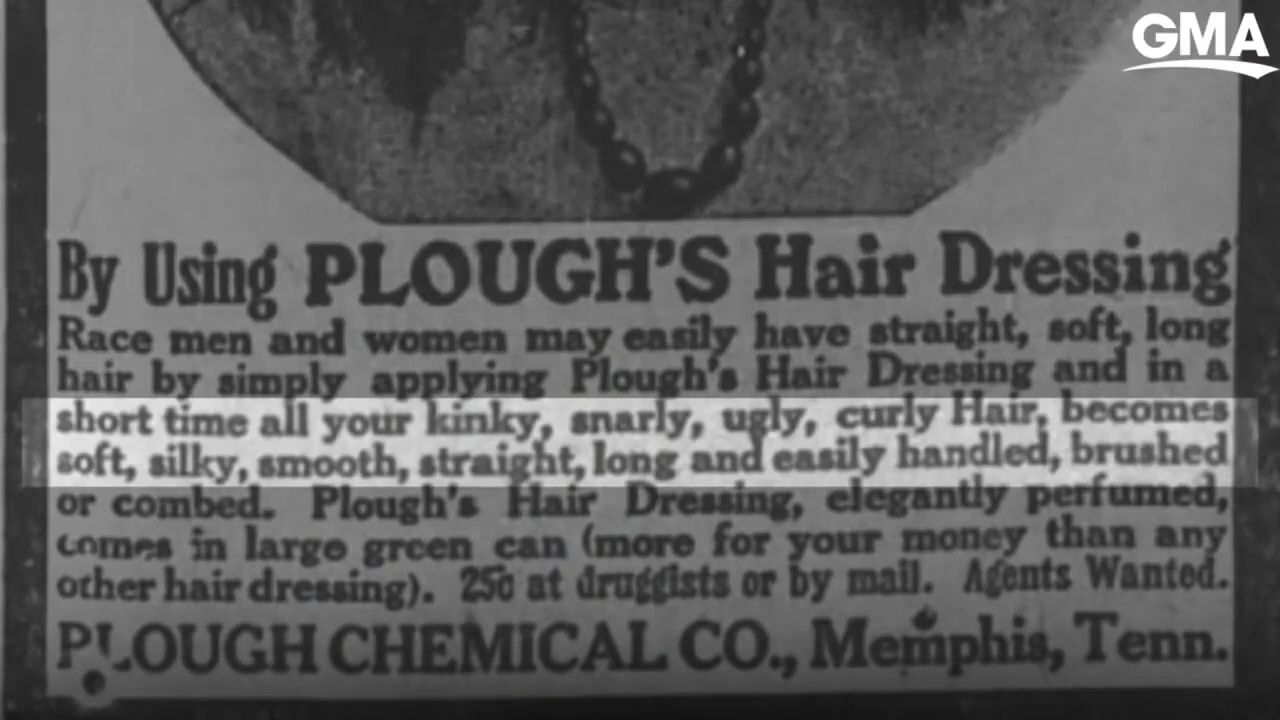 GMA
By Using PLOUGH'S Hair Dressing
Race men and women may easily have straight, soft, long
hair by simply applying Plough's Hair Dressing and in a
short time all your kinky, snarly, ugly, curly Hair, becomes
soft, silky, smooth, straight, long and easily handled, brushed
or combed. Plough's Hair Dressing, elegantly perfumed,
comes in large green can (more for your money than any
other hair dressing). 25c at druggists or by mail. Agents Wanted.
PLOUGH CHEMICAL CO., Memphis, Tenn.